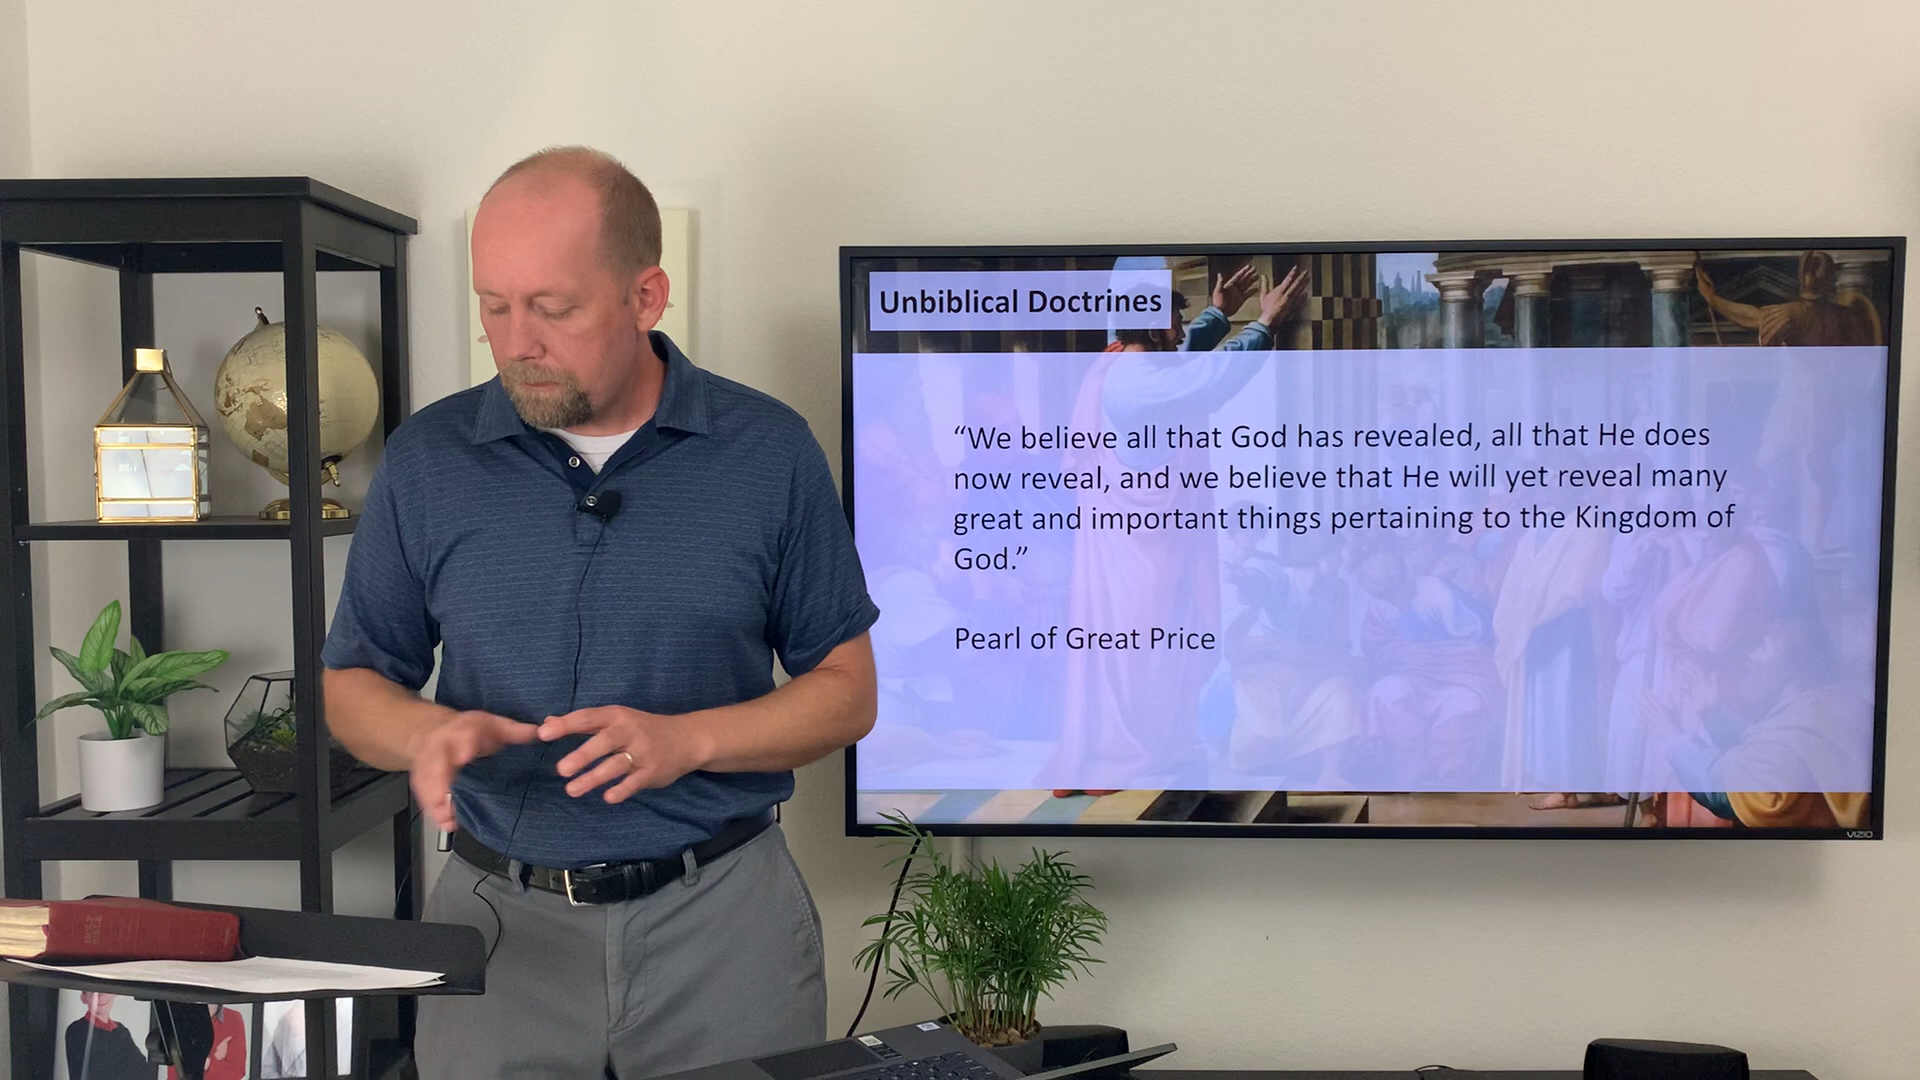 Unbiblical Doctrines
“We believe all that God has revealed, all that He does
now reveal, and we believe that He will yet reveal many
great and important things pertaining to the Kingdom of
God.”
Pearl of Great Price
VIZIO